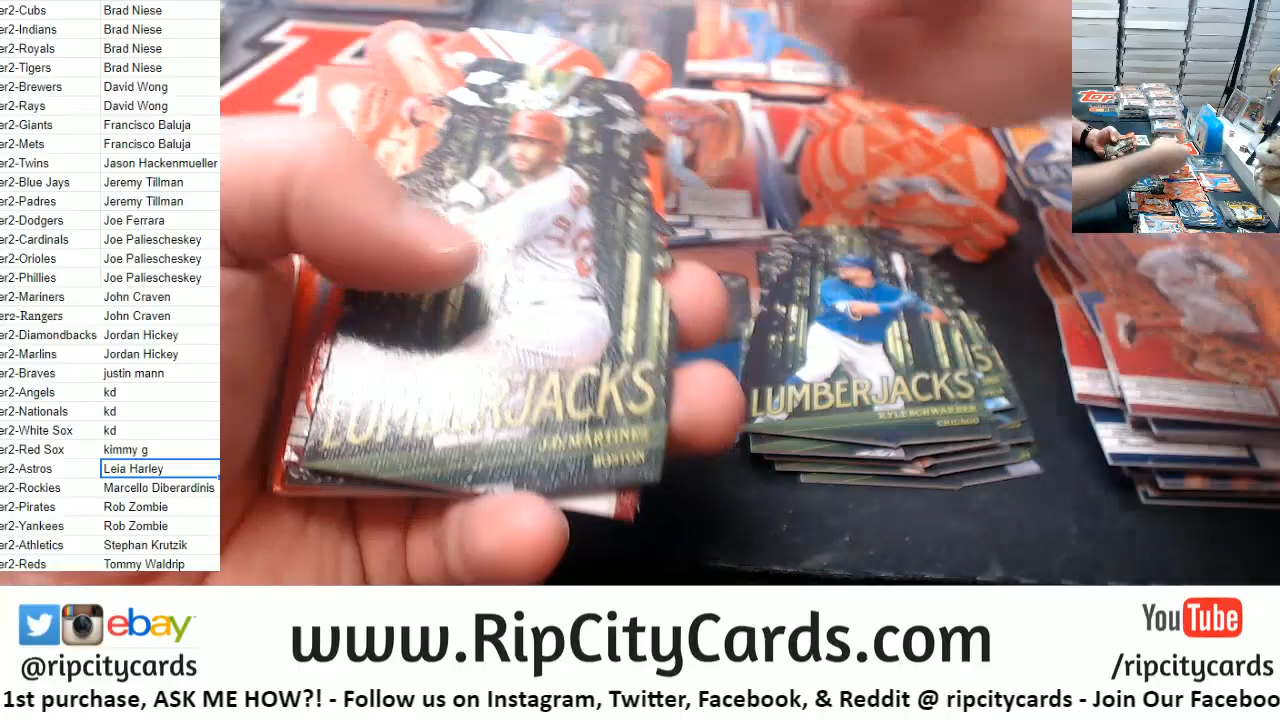 er2-Cubs Brad Niese
er2-Indians Brad Niese
er2-Royals Brad Niese
er2-Tigers Brad Niese
er2-Brewers David Wong
er2-Rays David Wong
er2-Giants Francisco Baluja
er2-Mets Francisco Baluja
er2-Twins Jason Hackenmueller
er2-Blue Jays Jeremy Tillman
er2-Padres Jeremy Tillman
er2-Dodgers Joe Ferrara
er2-Cardinals Joe Paliescheskey
er2-Orioles Joe Paliescheskey
er2-Phillies Joe Paliescheskey
er2-Mariners John Craven
er2-Rangers John Craven
er2-Diamondbacks Jordan Hickey
er2-Marlins Jordan Hickey
er2-Braves justin mann
er2-Angels kd
er2-Nationals kd
er2-White Sox kd
er2-Red Sox kimmy g
er2-Astros Leia Harley
er2-Rockies Marcello Diberardinis
er2-Pirates Rob Zombie
er2-Yankees Rob Zombie
er2-Athletics Stephan Krutzik
er2-Reds Tommy Waldrip
LUMBERJACKS
J.D. MARTINEZ
BOSTON
LUMBERJACKS
KYLE SCHWARBER
CHICAGO
ebay
@ripcitycards
www.RipCityCards.com
YouTube
/ripcitycards
1st purchase, ASK ME HOW?! - Follow us on Instagram, Twitter, Facebook, & Reddit @ ripcitycards - Join Our Faceboo